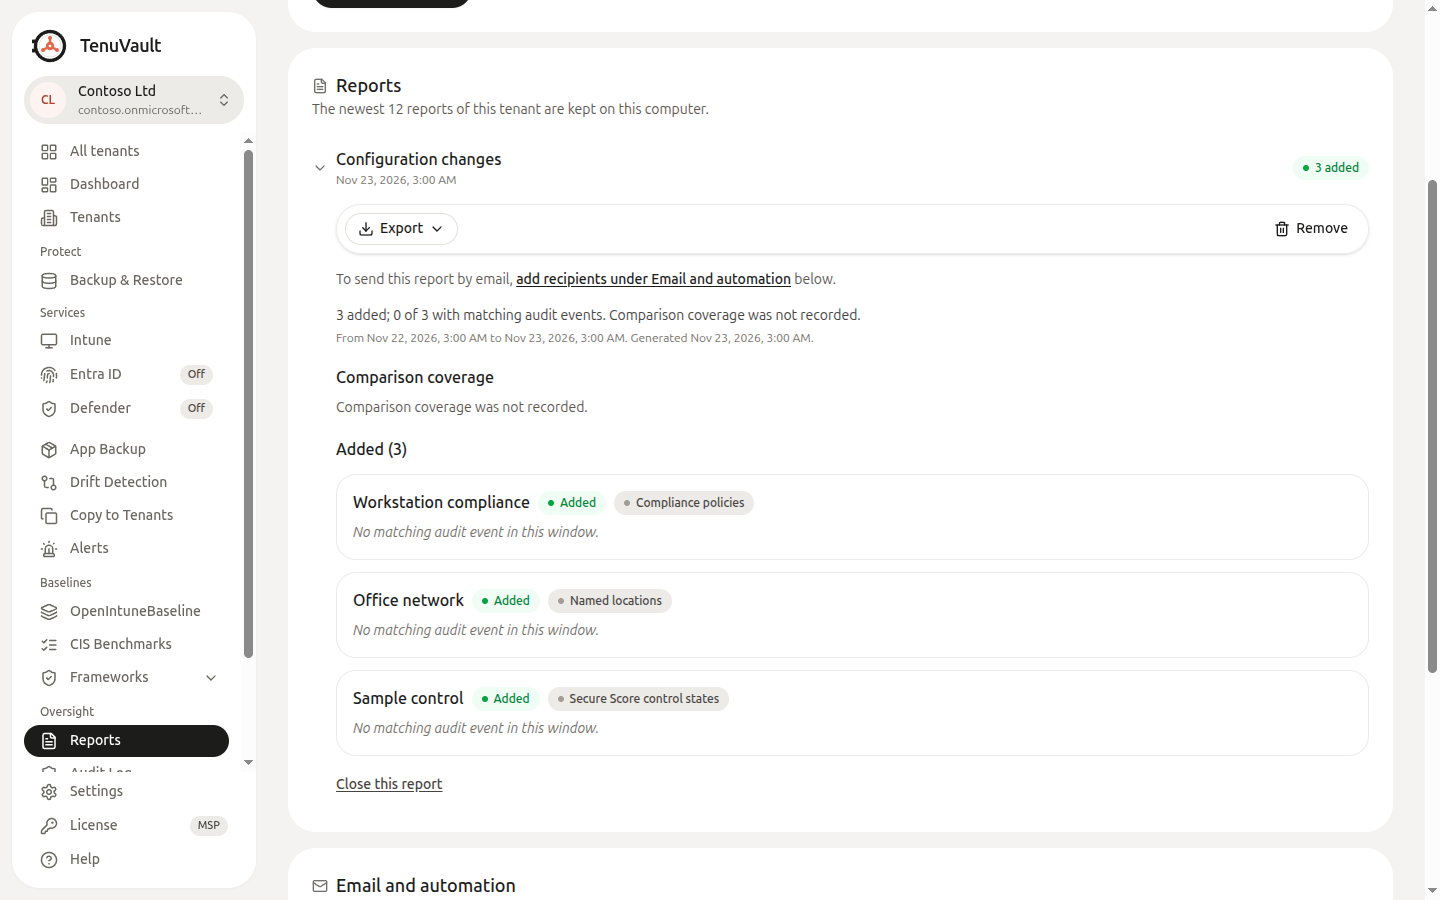 TenuVault
CL
Contoso Ltd
contoso.onmicrosoft...
All tenants
Dashboard
Tenants
Protect
Backup & Restore
Services
Intune
Entra ID
Off
Defender
Off
App Backup
Drift Detection
Copy to Tenants
Alerts
Baselines
OpenIntuneBaseline
CIS Benchmarks
Frameworks
Oversight
Reports
Audit Log
Settings
License
MSP
Help
Reports
The newest 12 reports of this tenant are kept on this computer.
Configuration changes
Nov 23, 2026, 3:00 AM
3 added
Export
Remove
To send this report by email, add recipients under Email and automation below.
3 added; 0 of 3 with matching audit events. Comparison coverage was not recorded.
From Nov 22, 2026, 3:00 AM to Nov 23, 2026, 3:00 AM. Generated Nov 23, 2026, 3:00 AM.
Comparison coverage
Comparison coverage was not recorded.
Added (3)
Workstation compliance Added Compliance policies
No matching audit event in this window.
Office network Added Named locations
No matching audit event in this window.
Sample control Added Secure Score control states
No matching audit event in this window.
Close this report
Email and automation